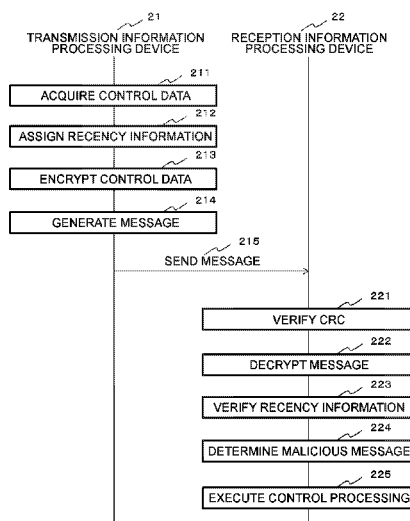 21
TRANSMISSION INFORMATION
PROCESSING DEVICE
22
RECEPTION INFORMATION
PROCESSING DEVICE
211
ACQUIRE CONTROL DATA
212
ASSIGN RECENCY INFORMATION
213
ENCRYPT CONTROL DATA
214
GENERATE MESSAGE
215
SEND MESSAGE
221
VERIFY CRC
222
DECRYPT MESSAGE
223
VERIFY RECENCY INFORMATION
224
DETERMINE MALICIOUS MESSAGE
225
EXECUTE CONTROL PROCESSING